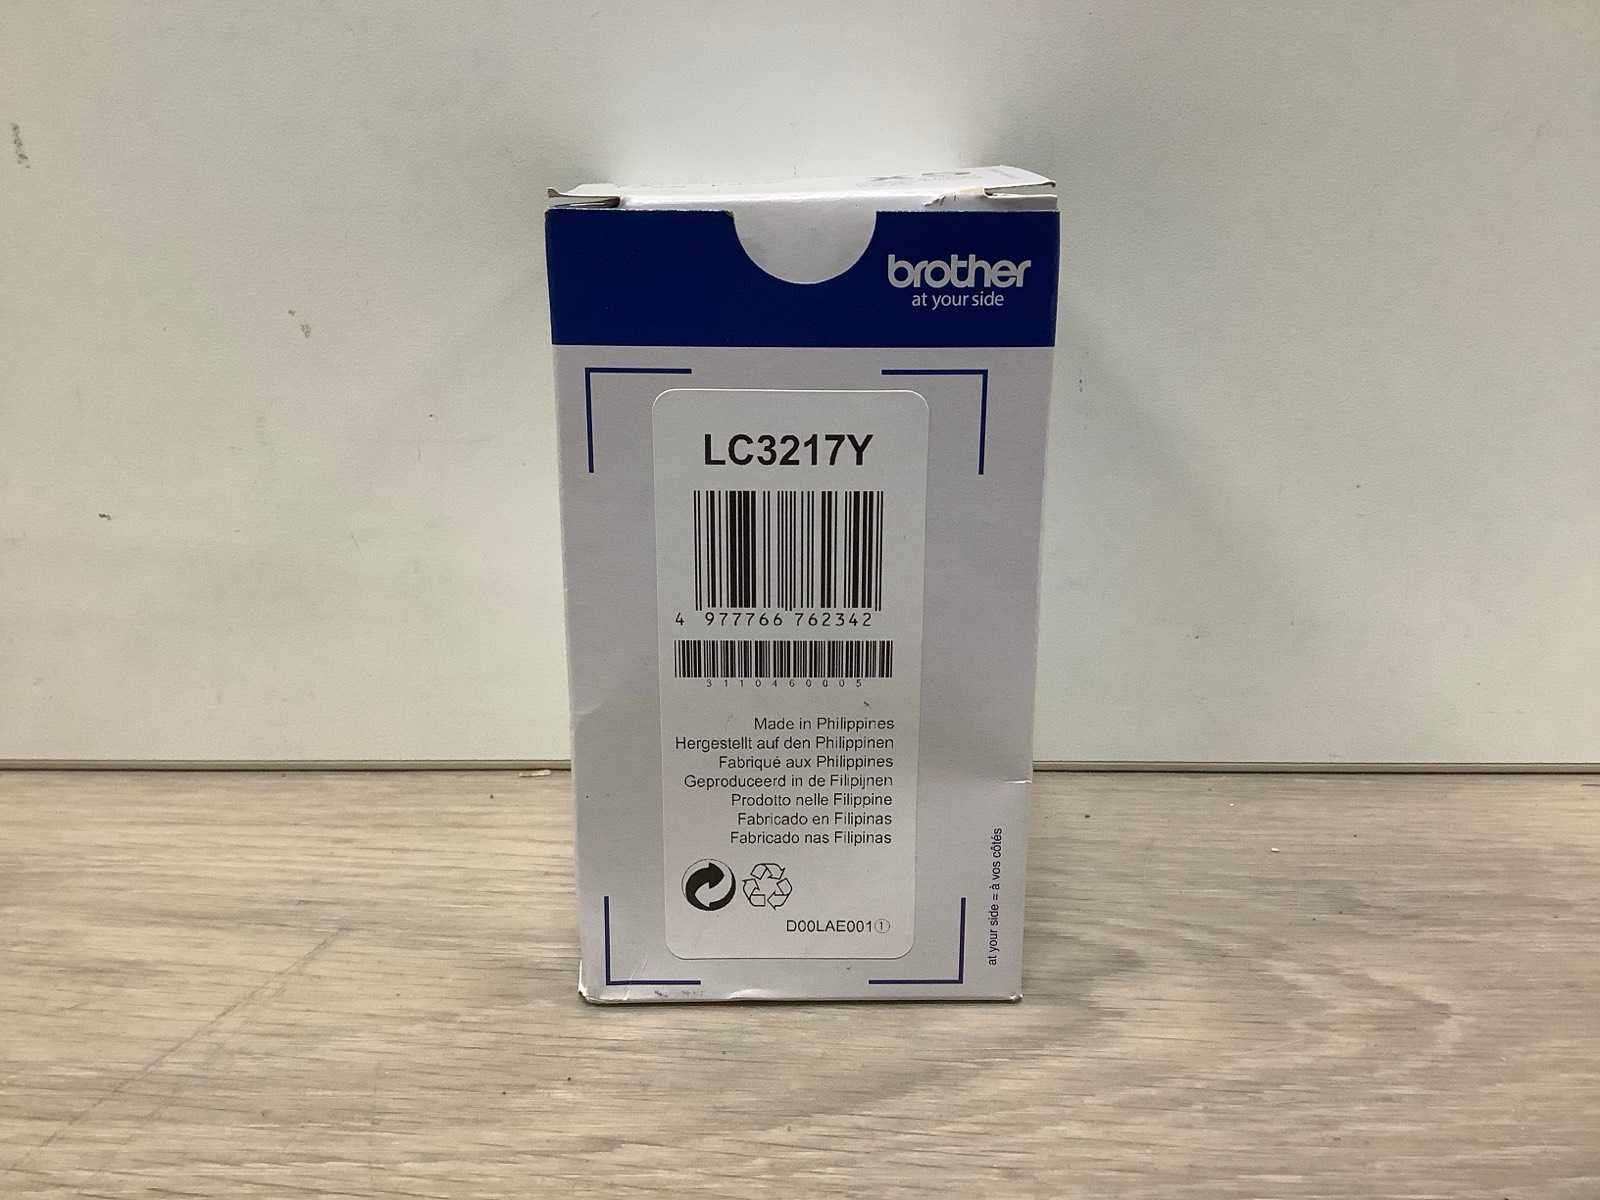 brother
at your side
LC3217Y
4 977766 762342
3110460005
Made in Philippines
Hergestellt auf den Philippinen
Fabriqué aux Philippines
Geproduceerd in de Filipijnen
Prodotto nelle Filippine
Fabricado en Filipinas
Fabricado nas Filipinas
D00LAE001①
at your side = à vos côtés